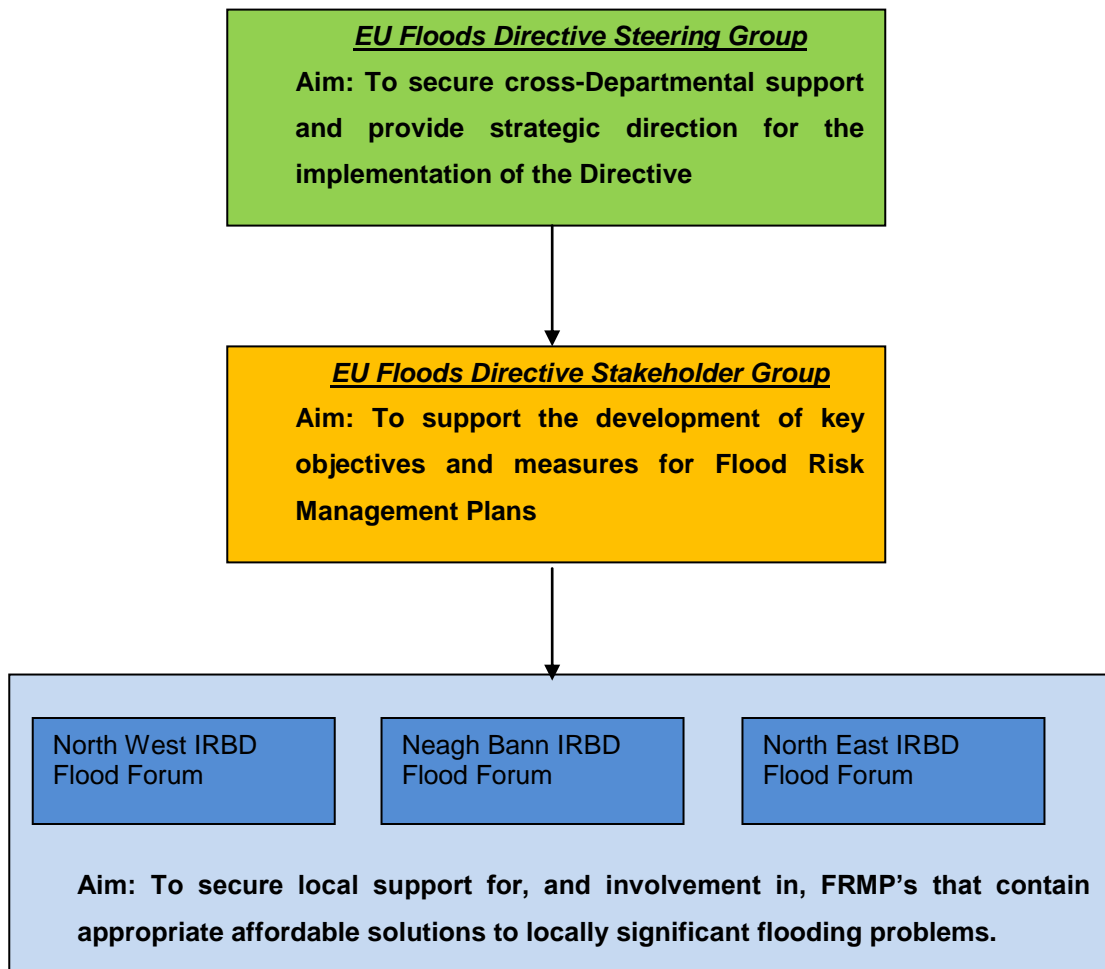 EU Floods Directive Steering Group
Aim: To secure cross-Departmental support
and provide strategic direction for the
implementation of the Directive
EU Floods Directive Stakeholder Group
Aim: To support the development of key
objectives and measures for Flood Risk
Management Plans
North West IRBD
Flood Forum
Neagh Bann IRBD
Flood Forum
North East IRBD
Flood Forum
Aim: To secure local support for, and involvement in, FRMP's that contain
appropriate affordable solutions to locally significant flooding problems.